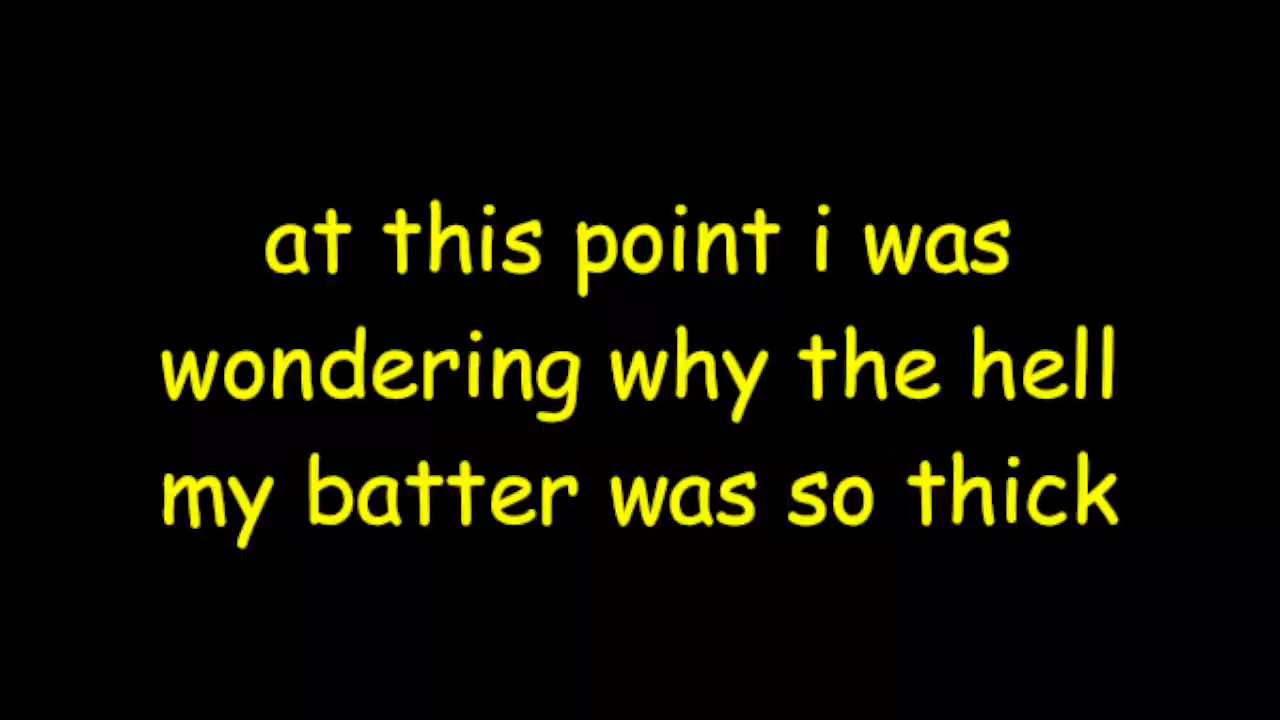 at this point i was
wondering why the hell
my batter was so thick